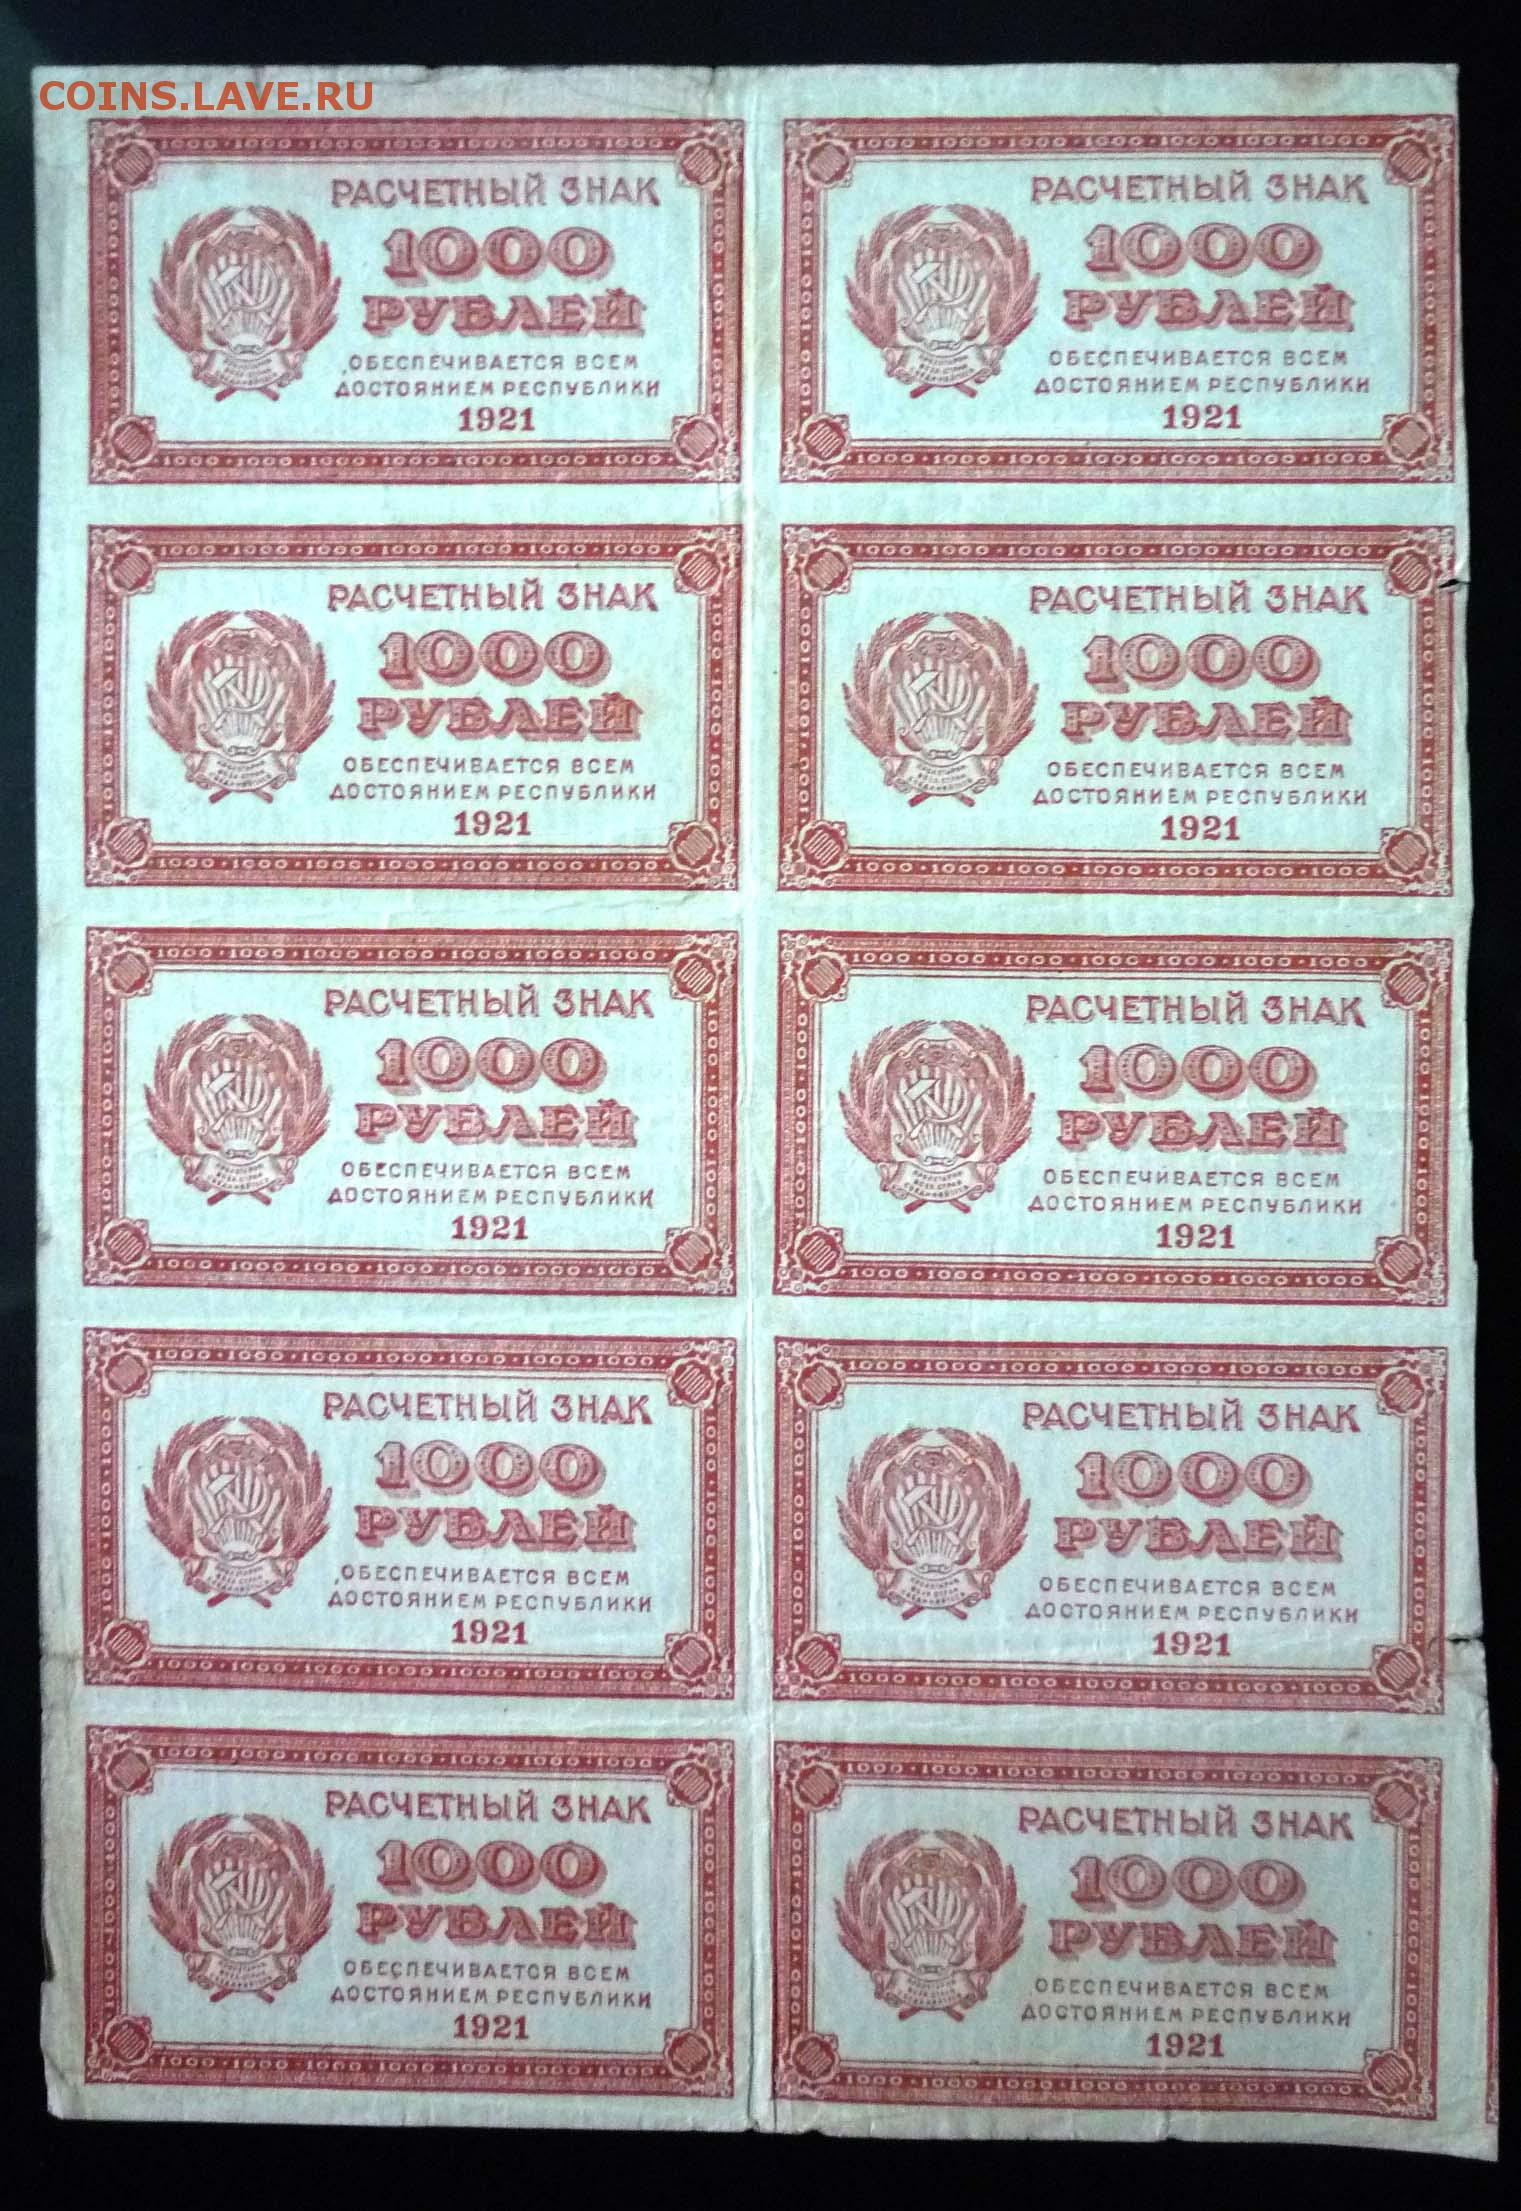 COINS.LAVE.RU
РАСЧЕТНЫЙ ЗНАК
1000
РУБЛЕЙ
ОБЕСПЕЧИВАЕТСЯ ВСЕМ
ДОСТОЯНИЕМ РЕСПУБЛИКИ
1921
РАСЧЕТНЫЙ ЗНАК
1000
РУБЛЕЙ
ОБЕСПЕЧИВАЕТСЯ ВСЕМ
ДОСТОЯНИЕМ РЕСПУБЛИКИ
1921
РАСЧЕТНЫЙ ЗНАК
1000
РУБЛЕЙ
ОБЕСПЕЧИВАЕТСЯ ВСЕМ
ДОСТОЯНИЕМ РЕСПУБЛИКИ
1921
РАСЧЕТНЫЙ ЗНАК
1000
РУБЛЕЙ
ОБЕСПЕЧИВАЕТСЯ ВСЕМ
ДОСТОЯНИЕМ РЕСПУБЛИКИ
1921
РАСЧЕТНЫЙ ЗНАК
1000
РУБЛЕЙ
ОБЕСПЕЧИВАЕТСЯ ВСЕМ
ДОСТОЯНИЕМ РЕСПУБЛИКИ
1921
РАСЧЕТНЫЙ ЗНАК
1000
РУБЛЕЙ
ОБЕСПЕЧИВАЕТСЯ ВСЕМ
ДОСТОЯНИЕМ РЕСПУБЛИКИ
1921
РАСЧЕТНЫЙ ЗНАК
1000
РУБЛЕЙ
ОБЕСПЕЧИВАЕТСЯ ВСЕМ
ДОСТОЯНИЕМ РЕСПУБЛИКИ
1921
РАСЧЕТНЫЙ ЗНАК
1000
РУБЛЕЙ
ОБЕСПЕЧИВАЕТСЯ ВСЕМ
ДОСТОЯНИЕМ РЕСПУБЛИКИ
1921
РАСЧЕТНЫЙ ЗНАК
1000
РУБЛЕЙ
ОБЕСПЕЧИВАЕТСЯ ВСЕМ
ДОСТОЯНИЕМ РЕСПУБЛИКИ
1921
РАСЧЕТНЫЙ ЗНАК
1000
РУБЛЕЙ
ОБЕСПЕЧИВАЕТСЯ ВСЕМ
ДОСТОЯНИЕМ РЕСПУБЛИКИ
1921